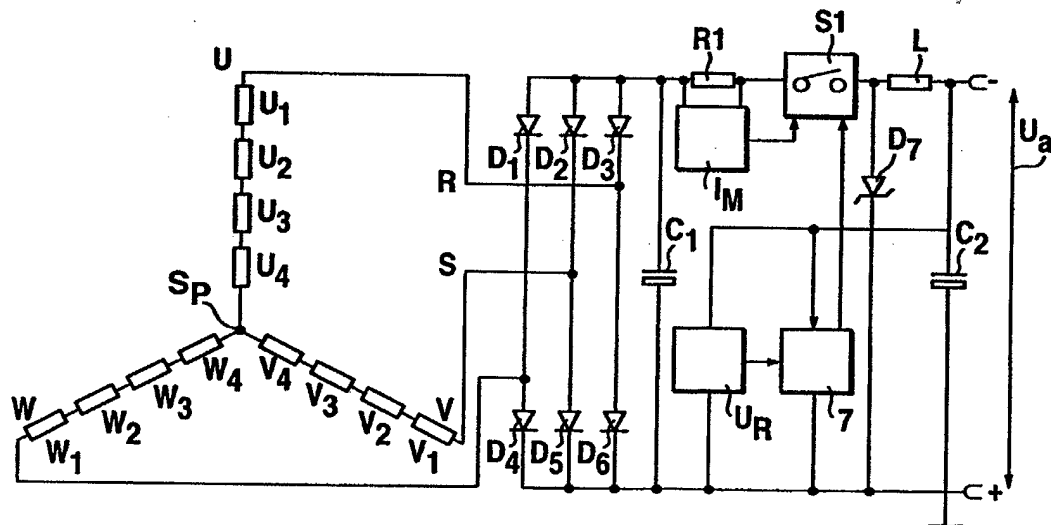 S1
R1
L
U
U1
U2
U3
U4
SP
W4
W3
W2
W1
W
V4
V3
V2
V1
V
R
S
D1
D2
D3
D4
D5
D6
C1
IM
D7
C2
UR
7
-
+
Ua